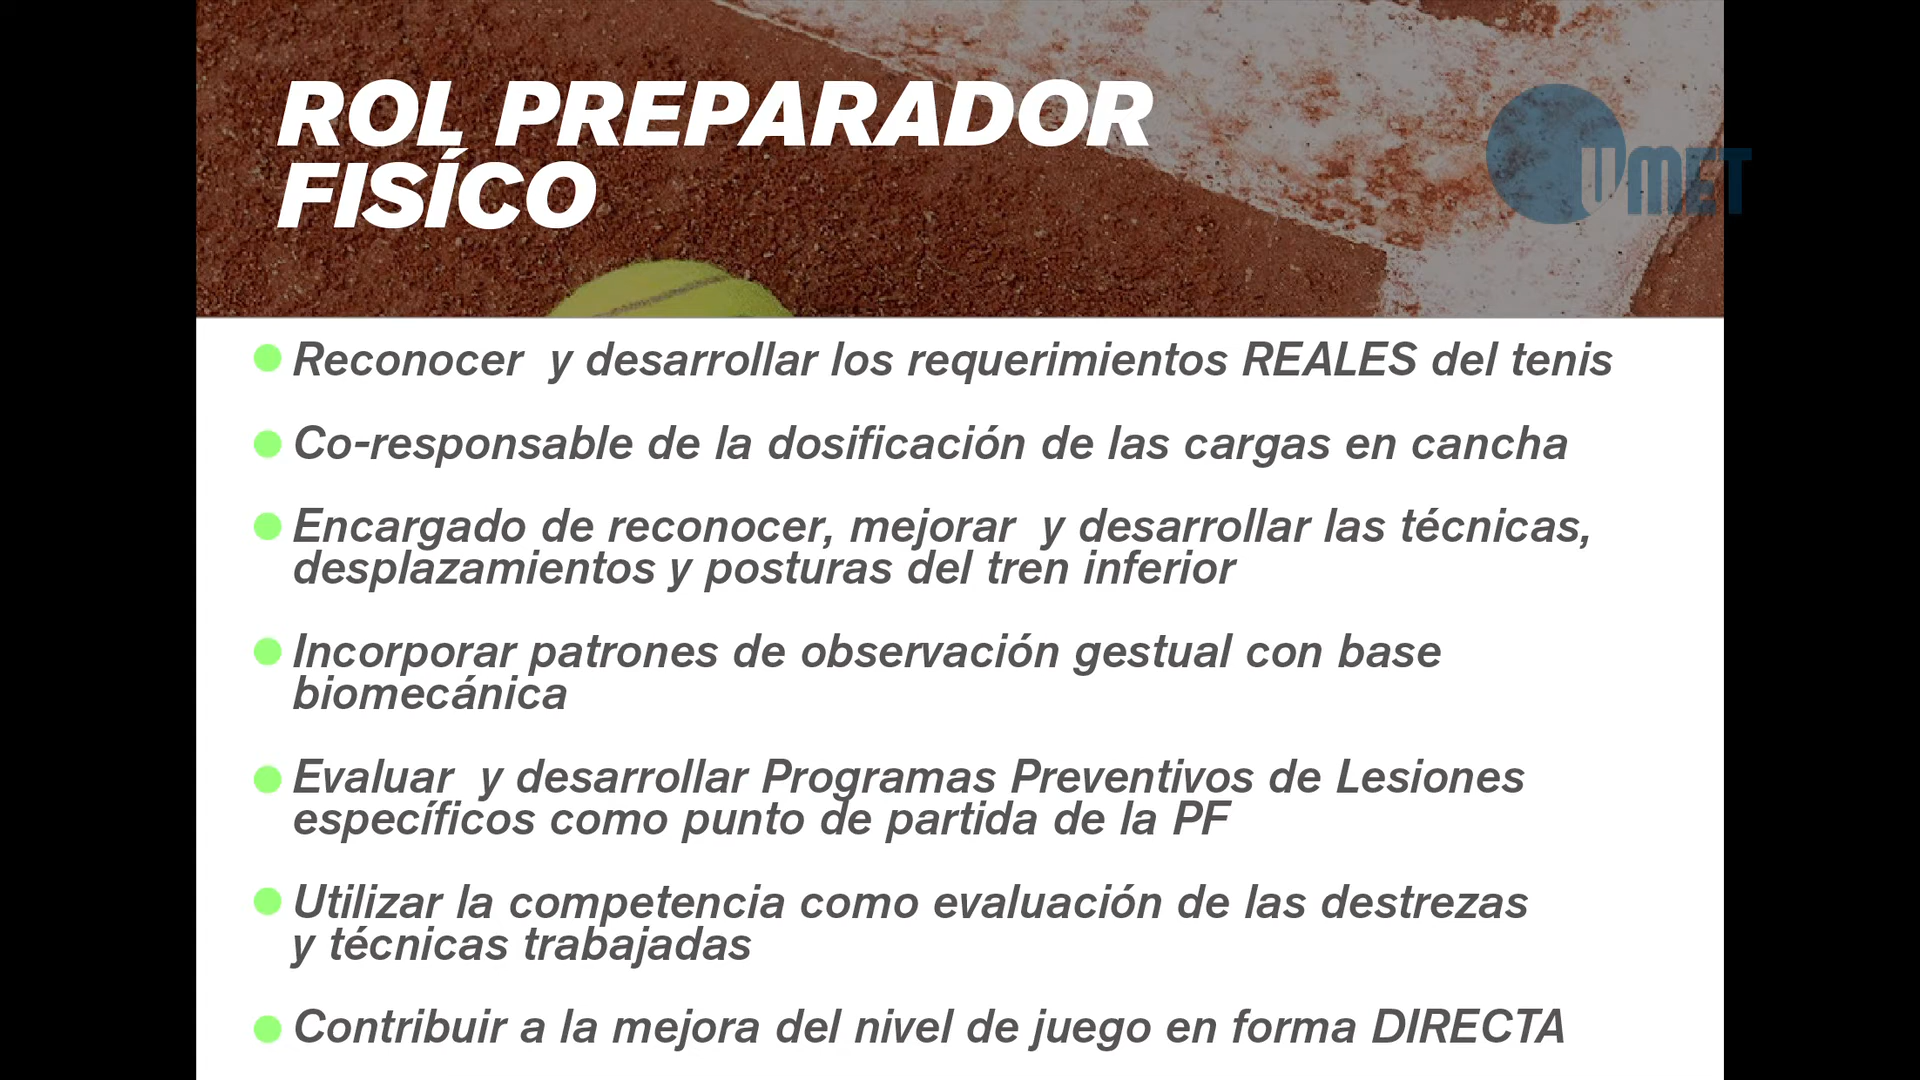 ROL PREPARADOR
FISÍCO
UMET
Reconocer  y desarrollar los requerimientos REALES del tenis
Co-responsable de la dosificación de las cargas en cancha
Encargado de reconocer, mejorar  y desarrollar las técnicas,
desplazamientos y posturas del tren inferior
Incorporar patrones de observación gestual con base
biomecánica
Evaluar  y desarrollar Programas Preventivos de Lesiones
específicos como punto de partida de la PF
Utilizar la competencia como evaluación de las destrezas
y técnicas trabajadas
Contribuir a la mejora del nivel de juego en forma DIRECTA